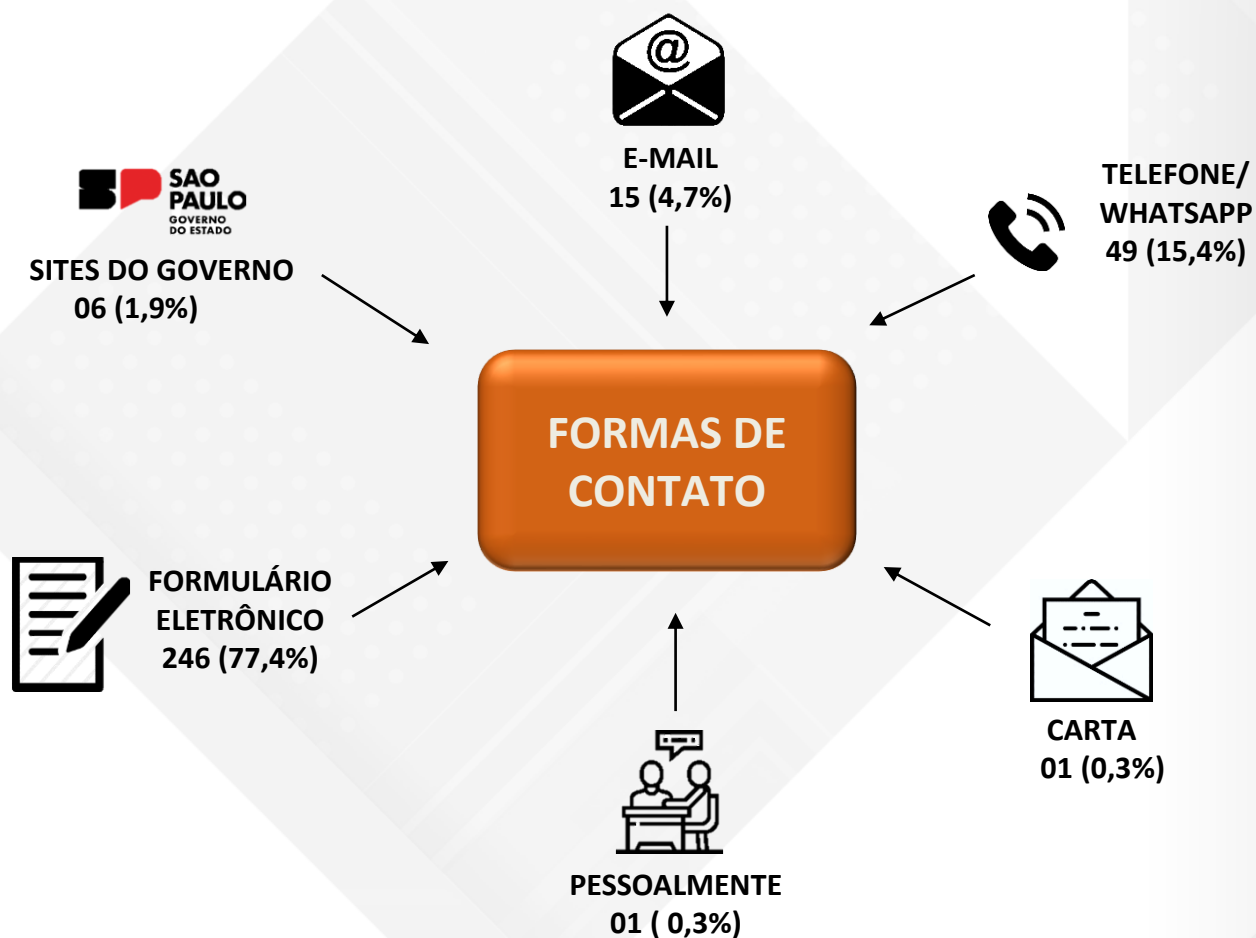 @
E-MAIL
15 (4,7%)
SAO
PAULO
GOVERNO
DO ESTADO
SITES DO GOVERNO
06 (1,9%)
TELEFONE/
WHATSAPP
49 (15,4%)
FORMAS DE
CONTATO
FORMULÁRIO
ELETRÔNICO
246 (77,4%)
CARTA
01 (0,3%)
PESSOALMENTE
01 ( 0,3%)